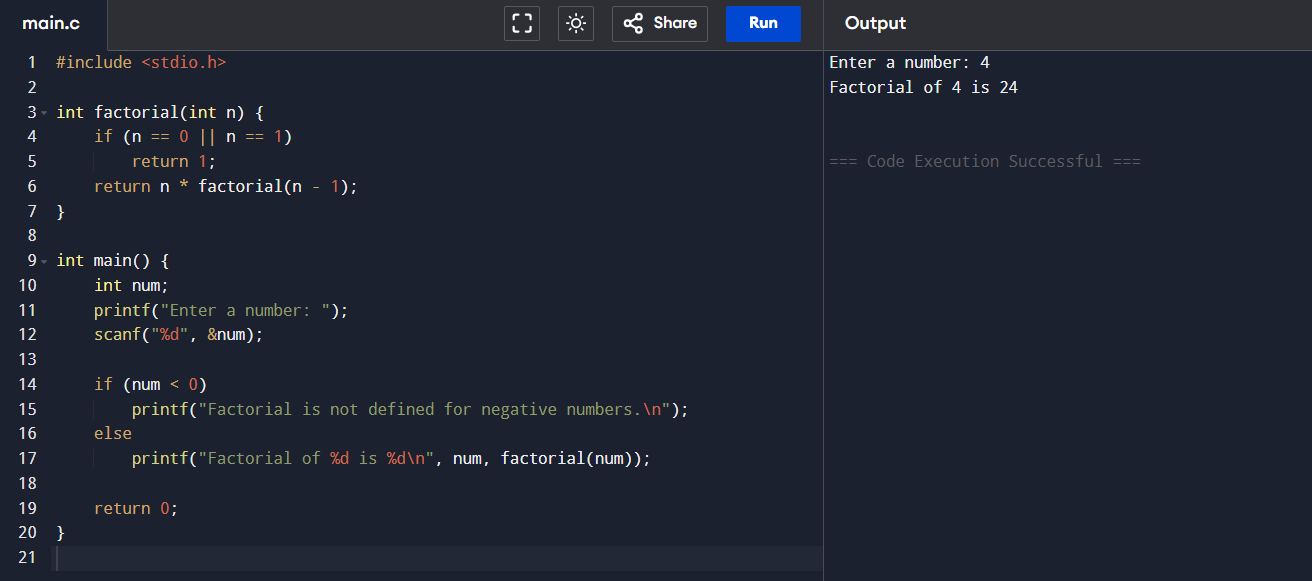 main.c
Share
Run
Output
1 #include <stdio.h>
2
3 int factorial(int n) {
4     if (n == 0 || n == 1)
5         return 1;
6     return n * factorial(n - 1);
7 }
8
9 int main() {
10     int num;
11     printf("Enter a number: ");
12     scanf("%d", &num);
13
14     if (num < 0)
15         printf("Factorial is not defined for negative numbers.\n");
16     else
17         printf("Factorial of %d is %d\n", num, factorial(num));
18
19     return 0;
20 }
21
Enter a number: 4
Factorial of 4 is 24
=== Code Execution Successful ===